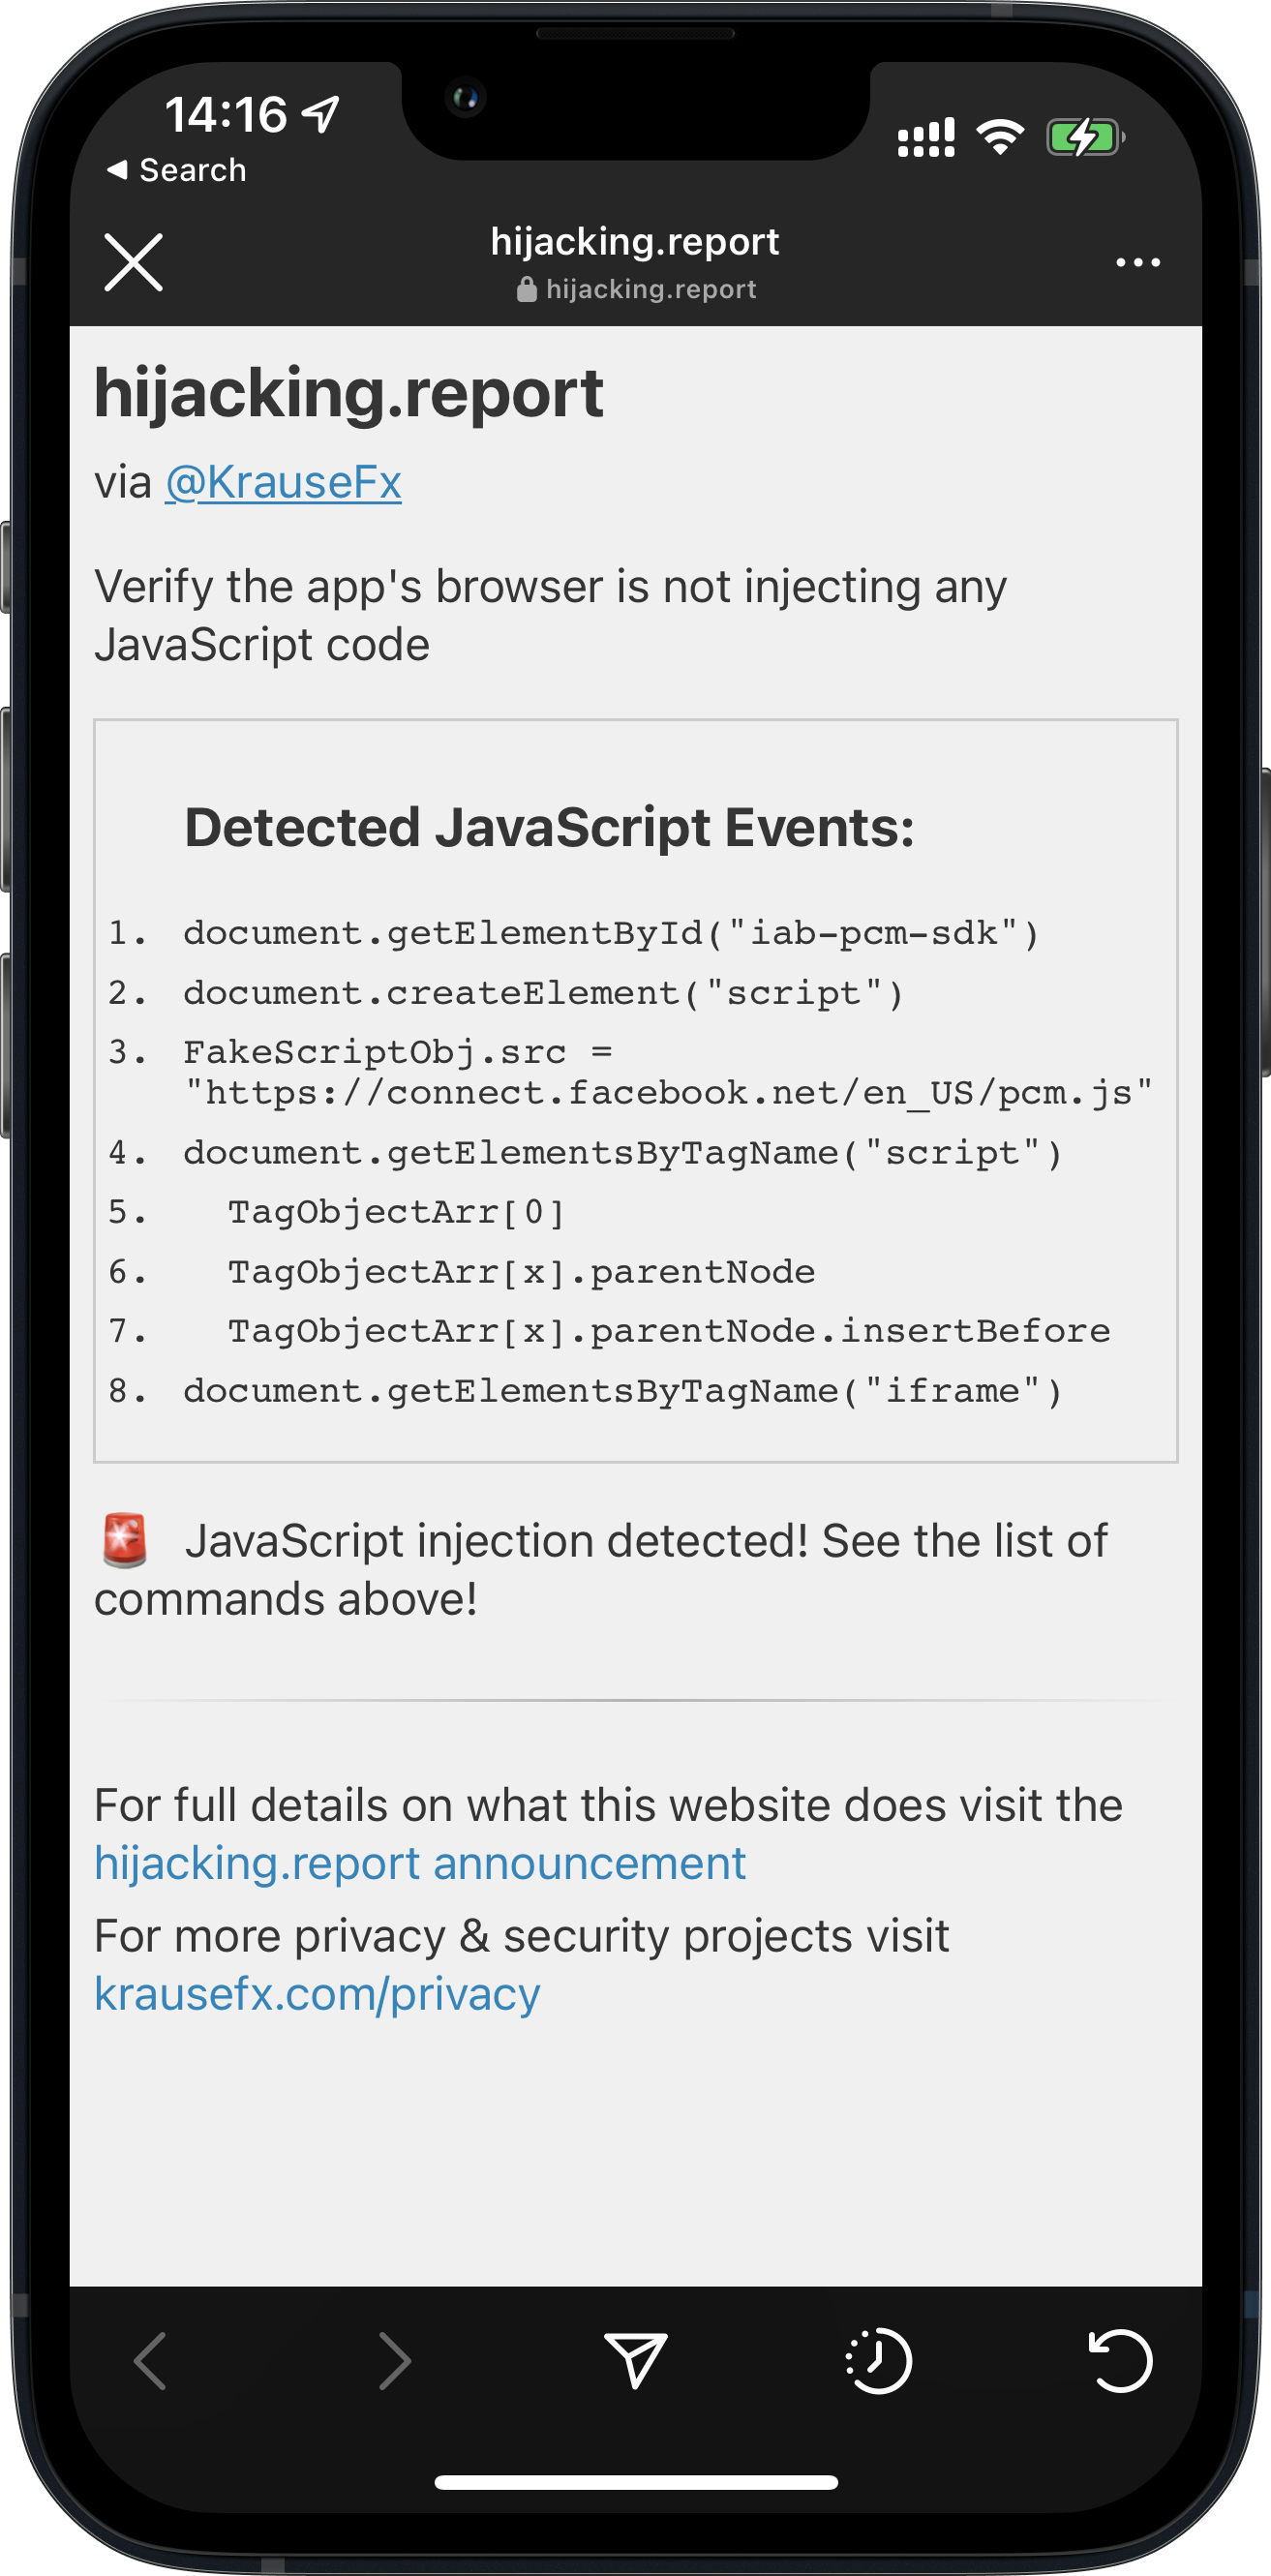 14:16
◀ Search
hijacking.report
hijacking.report
hijacking.report
via @KrauseFx
Verify the app's browser is not injecting any
JavaScript code
Detected JavaScript Events:
1. document.getElementById("iab-pcm-sdk")
2. document.createElement("script")
3. FakeScriptObj.src =
"https://connect.facebook.net/en_US/pcm.js"
4. document.getElementsByTagName("script")
5. TagObjectArr[0]
6. TagObjectArr[x].parentNode
7. TagObjectArr[x].parentNode.insertBefore
8. document.getElementsByTagName("iframe")
🚨 JavaScript injection detected! See the list of
commands above!
For full details on what this website does visit the
hijacking.report announcement
For more privacy & security projects visit
krausefx.com/privacy